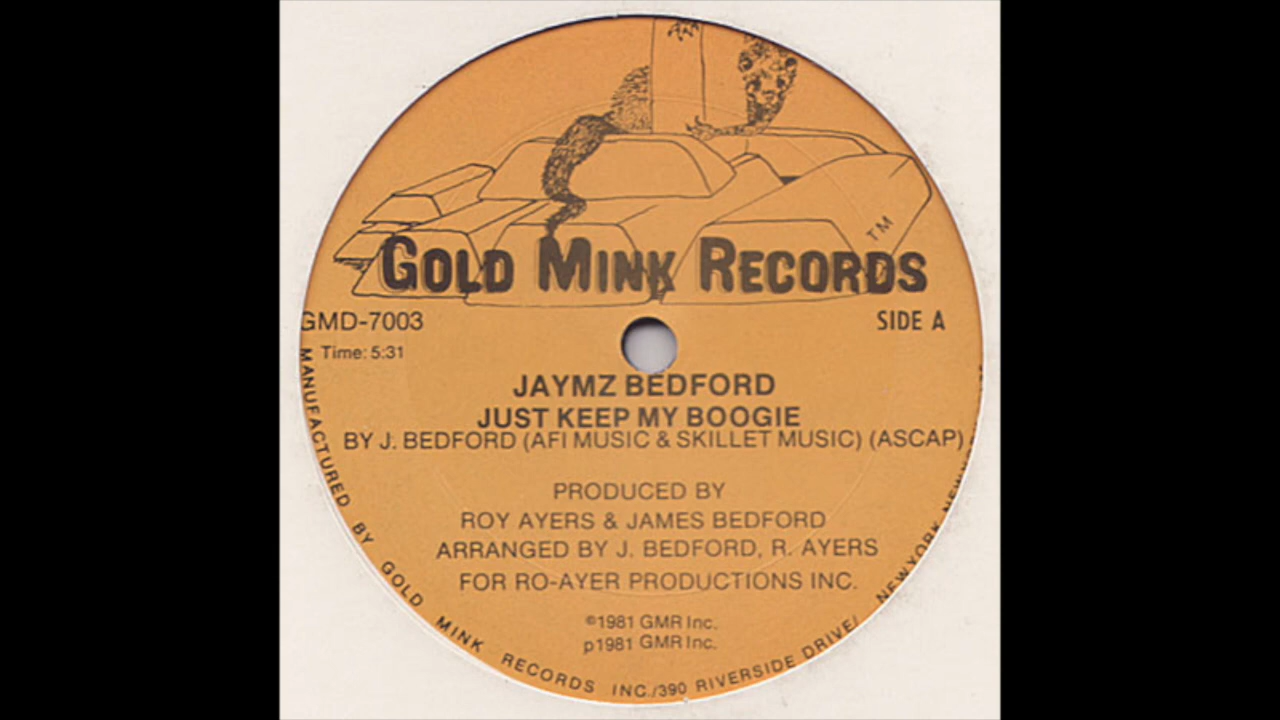 GOLD MINK RECORDS
TM
GMD-7003
SIDE A
Time: 5:31
JAYMZ BEDFORD
JUST KEEP MY BOOGIE
BY J. BEDFORD (AFI MUSIC & SKILLET MUSIC) (ASCAP)
PRODUCED BY
ROY AYERS & JAMES BEDFORD
ARRANGED BY J. BEDFORD, R. AYERS
FOR RO-AYER PRODUCTIONS INC.
©1981 GMR Inc.
p1981 GMR Inc.
MANUFACTURED BY GOLD MINK RECORDS INC./390 RIVERSIDE DRIVE/ NEWYORK